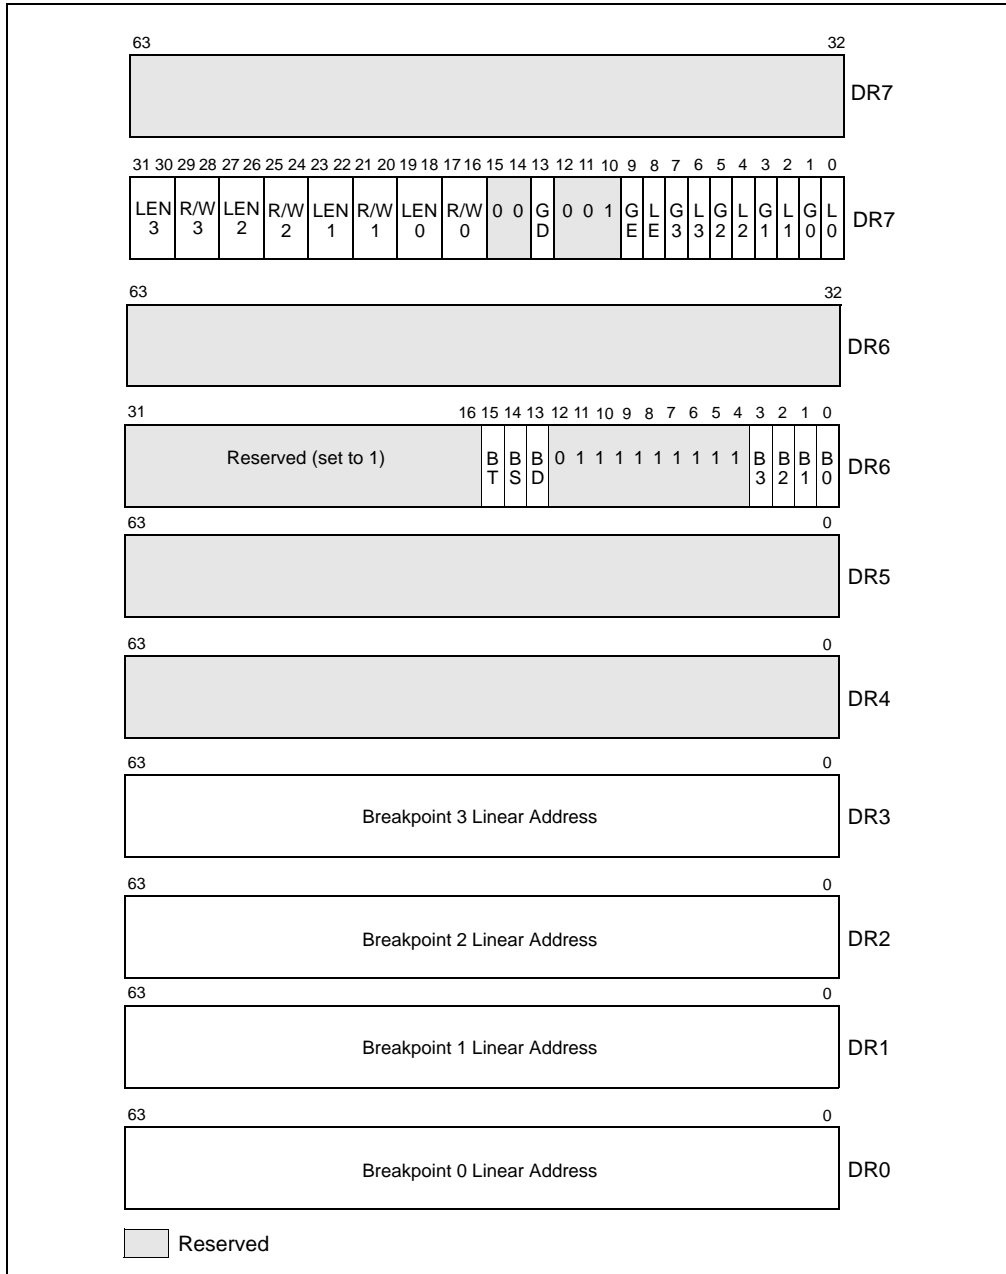 63 32
DR7
31 30 29 28 27 26 25 24 23 22 21 20 19 18 17 16 15 14 13 12 11 10 9 8 7 6 5 4 3 2 1 0
LEN 3 R/W 3 LEN 2 R/W 2 LEN 1 R/W 1 LEN 0 R/W 0 0 0 G D 0 0 1 G E L E G 3 L 3 G 2 L 2 G 1 L 1 G 0 L 0 DR7
63 32
DR6
31 16 15 14 13 12 11 10 9 8 7 6 5 4 3 2 1 0
Reserved (set to 1) B T B S B D 0 1 1 1 1 1 1 1 1 B 3 B 2 B 1 B 0 DR6
63 0
DR5
63 0
DR4
63 0
Breakpoint 3 Linear Address DR3
63 0
Breakpoint 2 Linear Address DR2
63 0
Breakpoint 1 Linear Address DR1
63 0
Breakpoint 0 Linear Address DR0
Reserved